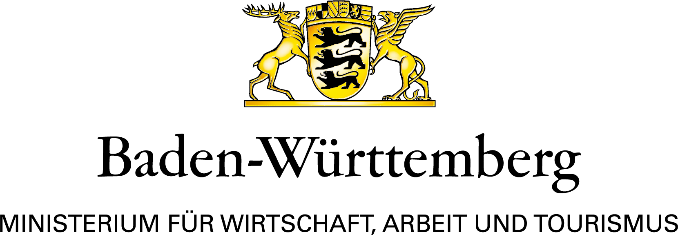 Baden-Württemberg
MINISTERIUM FÜR WIRTSCHAFT, ARBEIT UND TOURISMUS